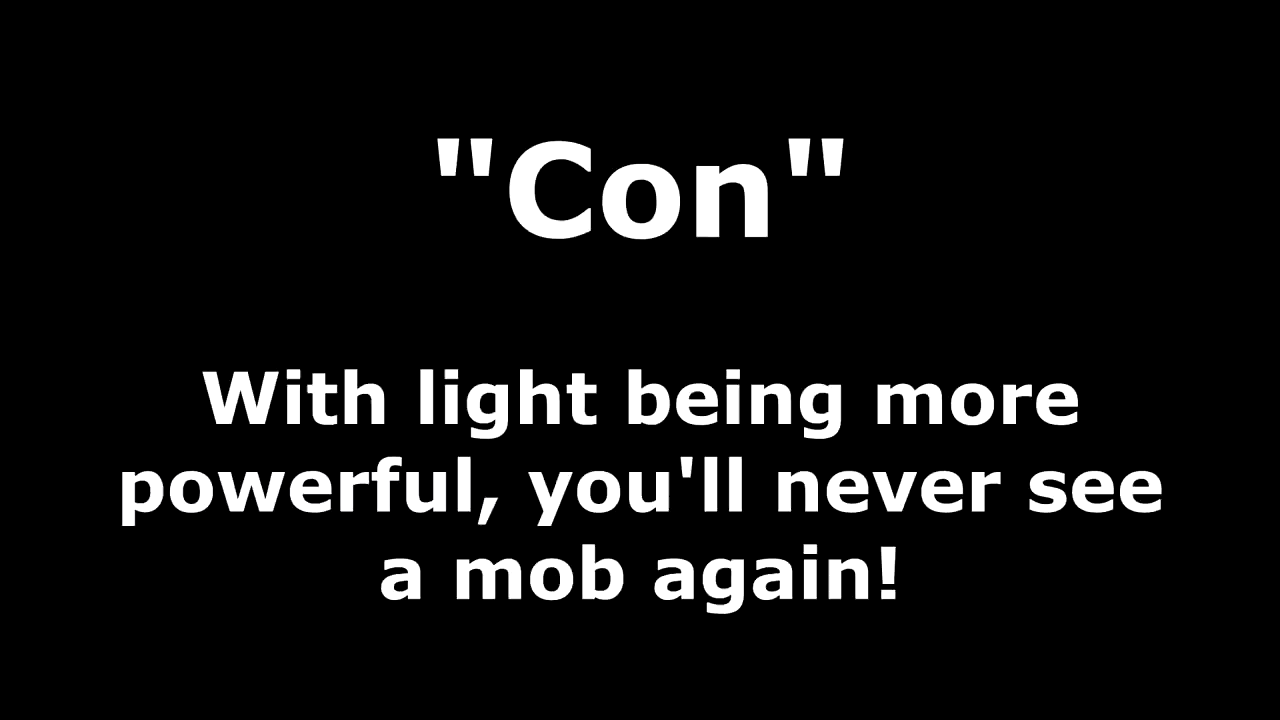 "Con"
With light being more
powerful, you'll never see
a mob again!